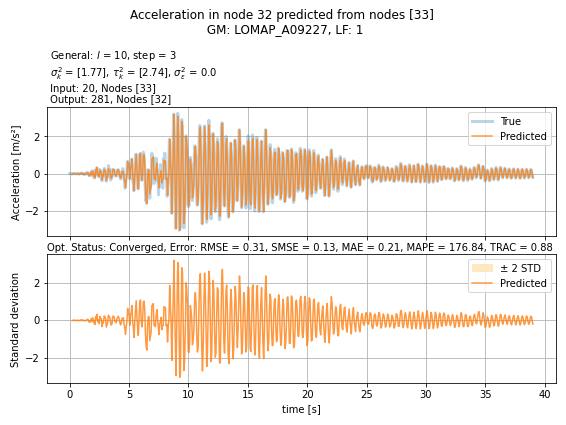 Acceleration in node 32 predicted from nodes [33]
GM: LOMAP_A09227, LF: 1
General: l = 10, step = 3
σ²ₖ = [1.77], τ²ₖ = [2.74], σ²ε = 0.0
Input: 20, Nodes [33]
Output: 281, Nodes [32]
Acceleration [m/s²]
2
0
−2
True
Predicted
Opt. Status: Converged, Error: RMSE = 0.31, SMSE = 0.13, MAE = 0.21, MAPE = 176.84, TRAC = 0.88
Standard deviation
2
0
−2
± 2 STD
Predicted
0 5 10 15 20 25 30 35 40
time [s]